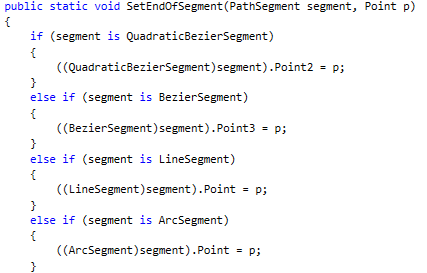 public static void SetEndOfSegment(PathSegment segment, Point p)
{
    if (segment is QuadraticBezierSegment)
    {
        ((QuadraticBezierSegment)segment).Point2 = p;
    }
    else if (segment is BezierSegment)
    {
        ((BezierSegment)segment).Point3 = p;
    }
    else if (segment is LineSegment)
    {
        ((LineSegment)segment).Point = p;
    }
    else if (segment is ArcSegment)
    {
        ((ArcSegment)segment).Point = p;
    }